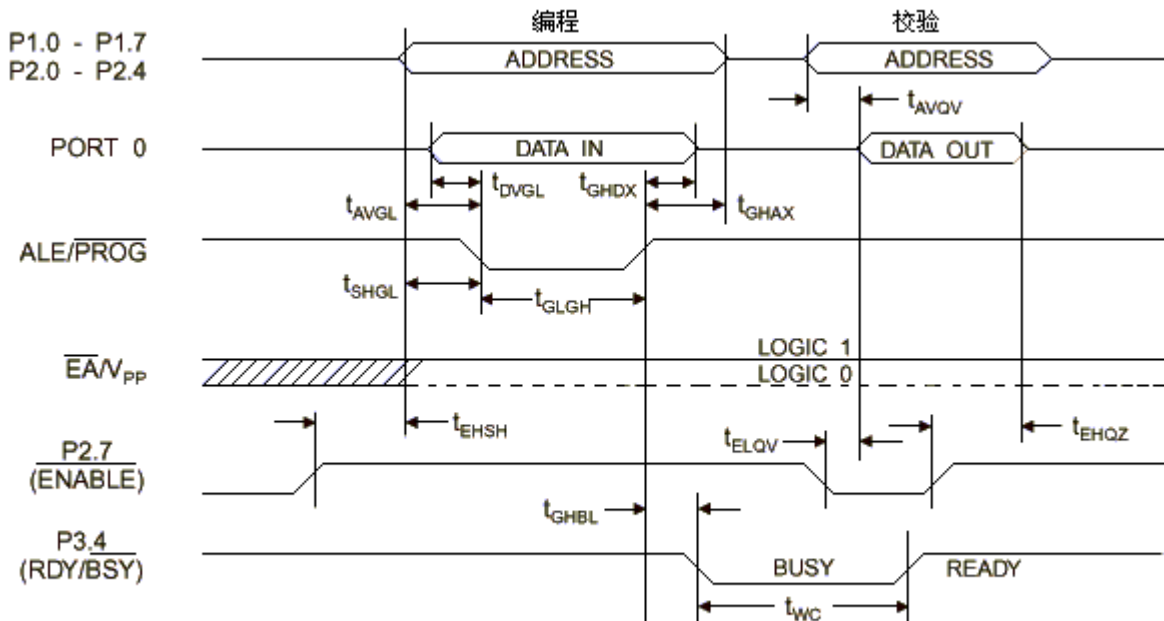 编程 校验
P1.0 - P1.7
P2.0 - P2.4
ADDRESS ADDRESS
tAVQV
PORT 0 DATA IN DATA OUT
tDVGL tGHDX
tAVGL tGHAX
ALE/PROG
tSHGL tGLGH
LOGIC 1
EA/VPP
LOGIC 0
tEHSH tELQV tEHQZ
P2.7
(ENABLE)
tGHBL
P3.4
(RDY/BSY) BUSY READY
tWC